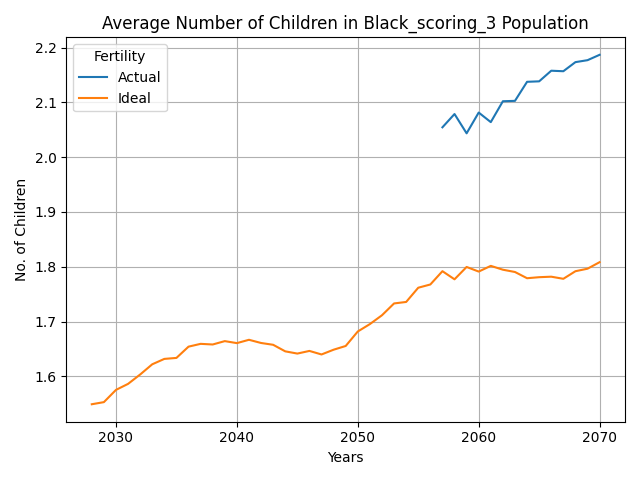 Average Number of Children in Black_scoring_3 Population
Fertility
Actual
Ideal
No. of Children
2.2
2.1
2.0
1.9
1.8
1.7
1.6
2030 2040 2050 2060 2070
Years